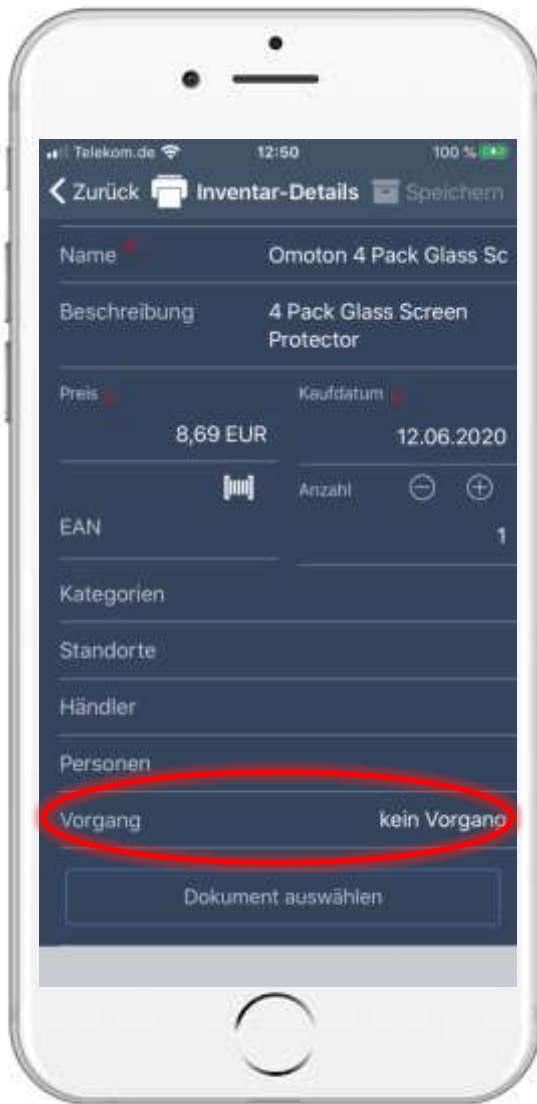 Telekom.de 12:50 100 %
Zurück Inventar-Details Speichern
Name * Omoton 4 Pack Glass Sc
Beschreibung 4 Pack Glass Screen
Protector
Preis * Kaufdatum *
8,69 EUR 12.06.2020
Anzahl
EAN 1
Kategorien
Standorte
Händler
Personen
Vorgang kein Vorgang
Dokument auswählen